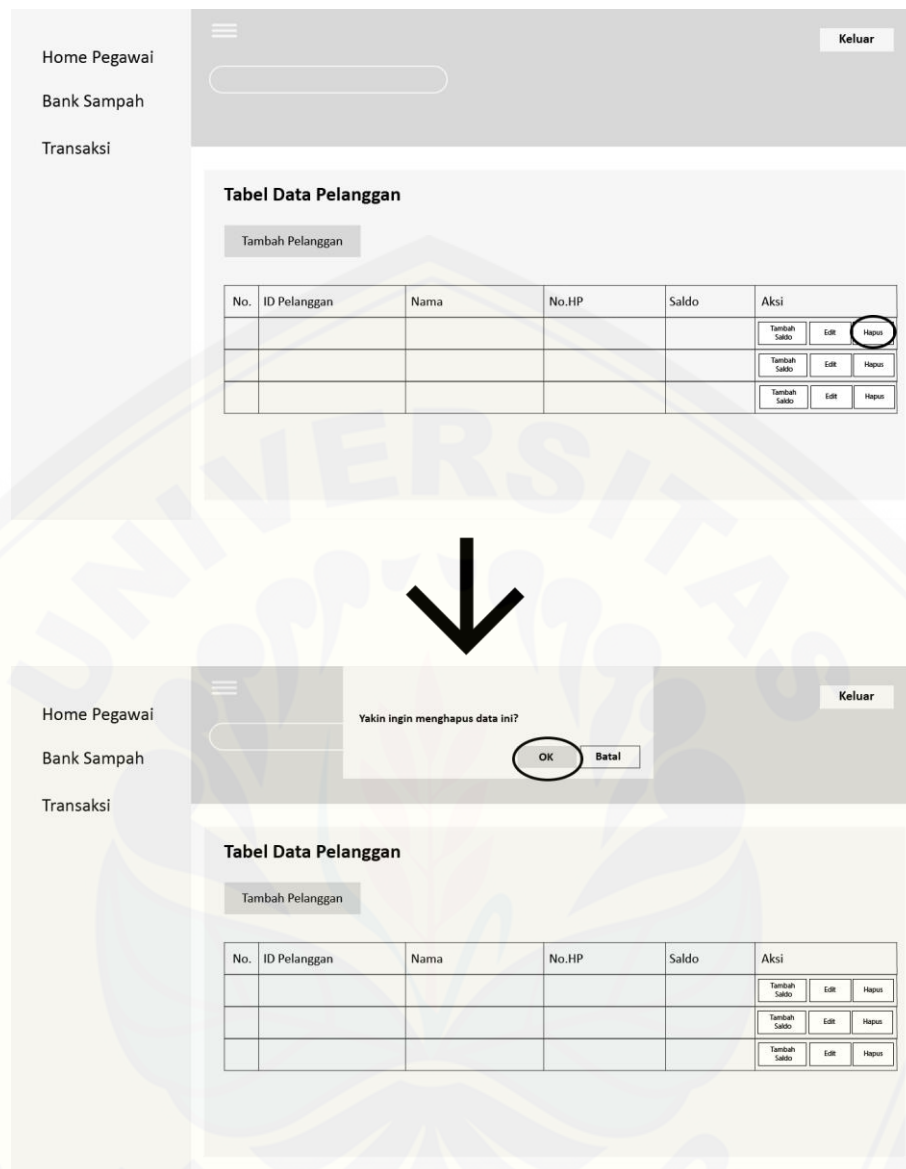 Keluar
Home Pegawai
Bank Sampah
Transaksi
Tabel Data Pelanggan
Tambah Pelanggan
No. ID Pelanggan Nama No.HP Saldo Aksi
Tambah Saldo Edit Hapus
Tambah Saldo Edit Hapus
Tambah Saldo Edit Hapus
UNIVERSITAS
Keluar
Home Pegawai
Yakin ingin menghapus data ini?
Bank Sampah
OK Batal
Transaksi
Tabel Data Pelanggan
Tambah Pelanggan
No. ID Pelanggan Nama No.HP Saldo Aksi
Tambah Saldo Edit Hapus
Tambah Saldo Edit Hapus
Tambah Saldo Edit Hapus